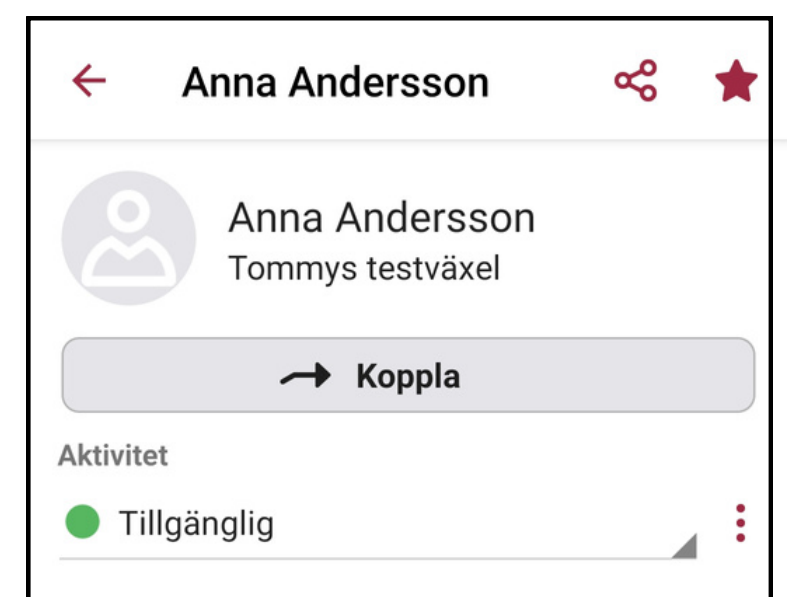 Anna Andersson
Anna Andersson
Tommys testväxel
Koppla
Aktivitet
Tillgänglig